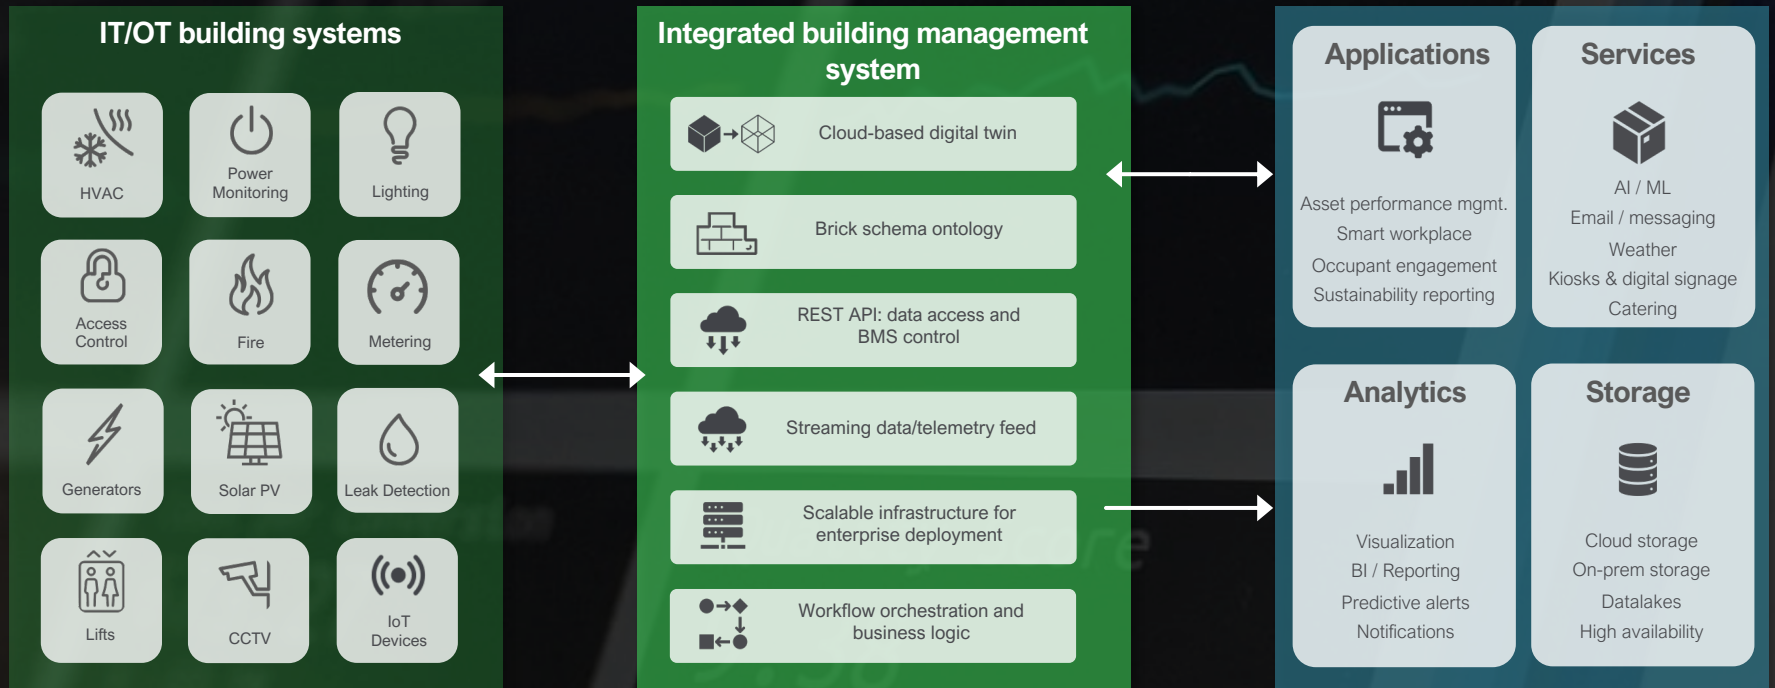 IT/OT building systems
HVAC
Power
Monitoring
Lighting
Access
Control
Fire
Metering
Generators
Solar PV
Leak Detection
Lifts
CCTV
IoT
Devices
Integrated building management
system
Cloud-based digital twin
Brick schema ontology
REST API: data access and
BMS control
Streaming data/telemetry feed
Scalable infrastructure for
enterprise deployment
Workflow orchestration and
business logic
Applications
Asset performance mgmt.
Smart workplace
Occupant engagement
Sustainability reporting
Services
AI / ML
Email / messaging
Weather
Kiosks & digital signage
Catering
Analytics
Visualization
BI / Reporting
Predictive alerts
Notifications
Storage
Cloud storage
On-prem storage
Datalakes
High availability